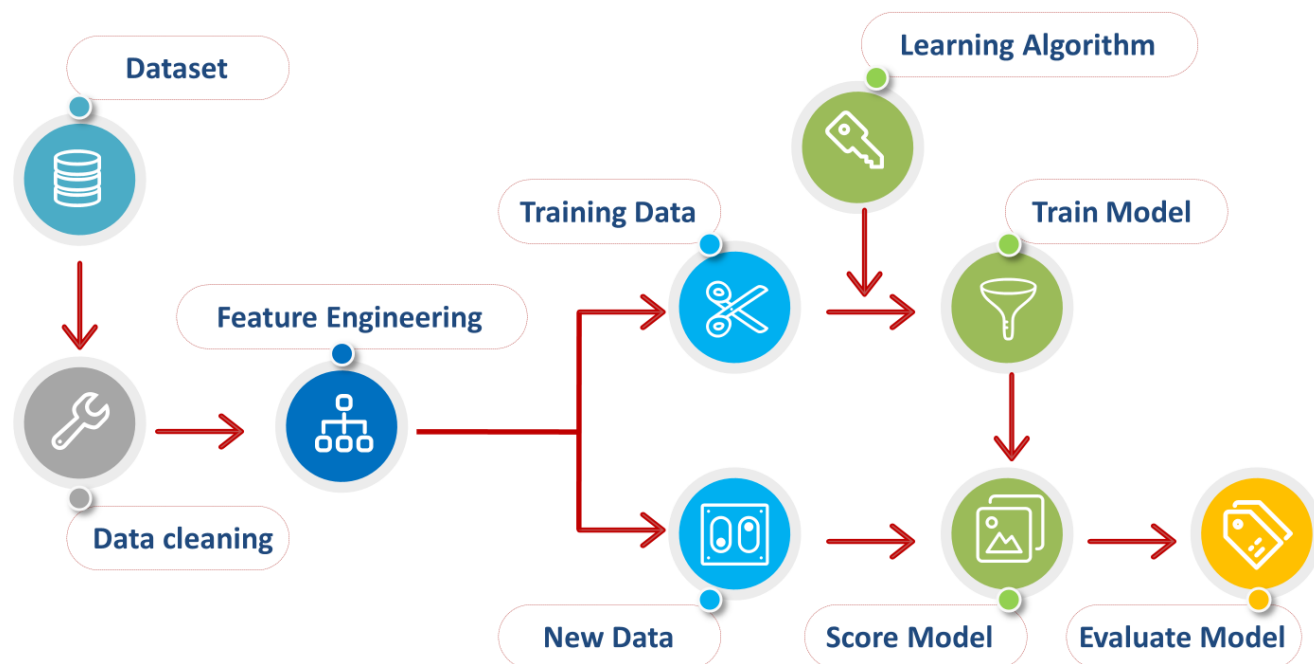 Learning Algorithm
Dataset
Training Data
Train Model
Feature Engineering
Data cleaning
New Data
Score Model
Evaluate Model